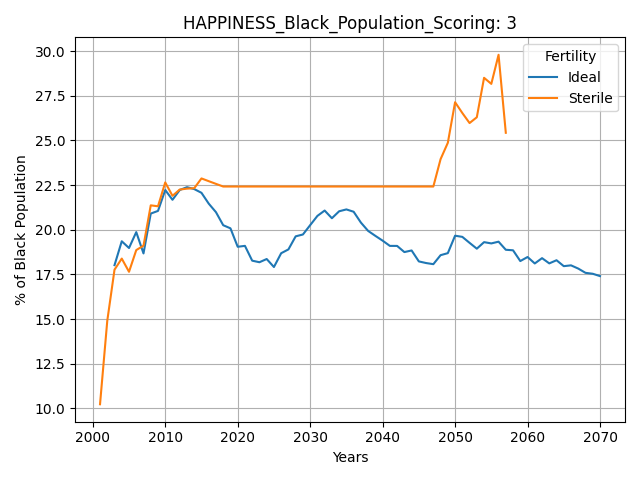 HAPPINESS_Black_Population_Scoring: 3
Fertility
Ideal
Sterile
% of Black Population
30.0
27.5
25.0
22.5
20.0
17.5
15.0
12.5
10.0
2000 2010 2020 2030 2040 2050 2060 2070
Years